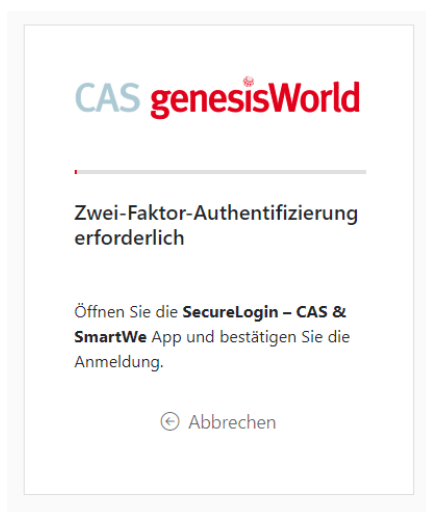 CAS genesisWorld
Zwei-Faktor-Authentifizierung
erforderlich
Öffnen Sie die SecureLogin – CAS &
SmartWe App und bestätigen Sie die
Anmeldung.
Abbrechen